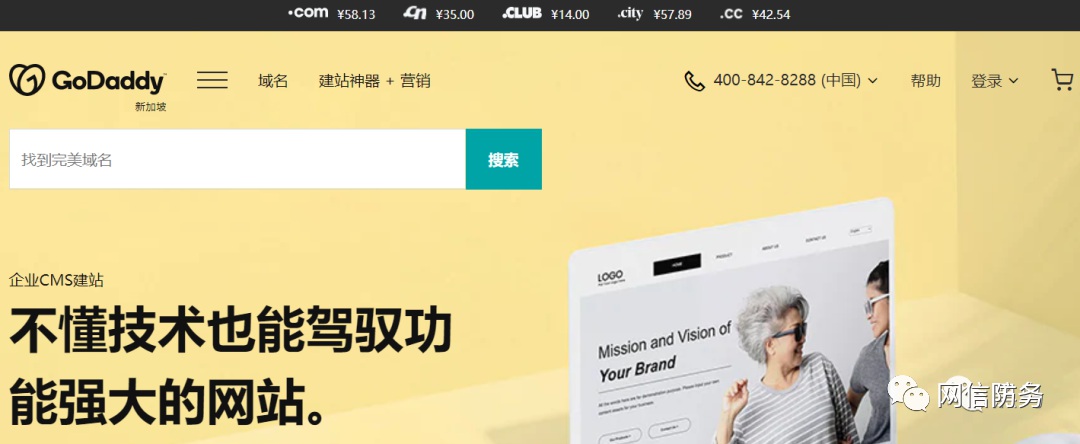 .com ¥58.13 .cn ¥35.00 .CLUB ¥14.00 .city ¥57.89 .cc ¥42.54
GoDaddy 域名 建站神器 + 营销 400-842-8288 (中国) 帮助 登录
新加坡
找到完美域名 搜索
企业CMS建站
不懂技术也能驾驭功
能强大的网站。
LOGO HOME PRODUCT ABOUT US CONTACT US
Mission and Vision of
Your Brand
网信防务